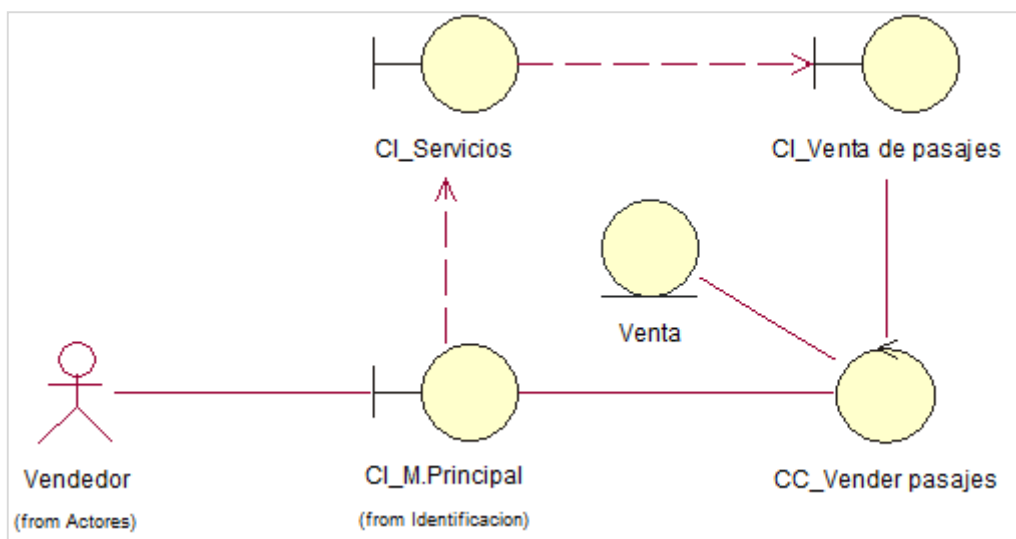 CI_Servicios
CI_Venta de pasajes
Venta
Vendedor
(from Actores)
CI_M.Principal
(from Identificacion)
CC_Vender pasajes